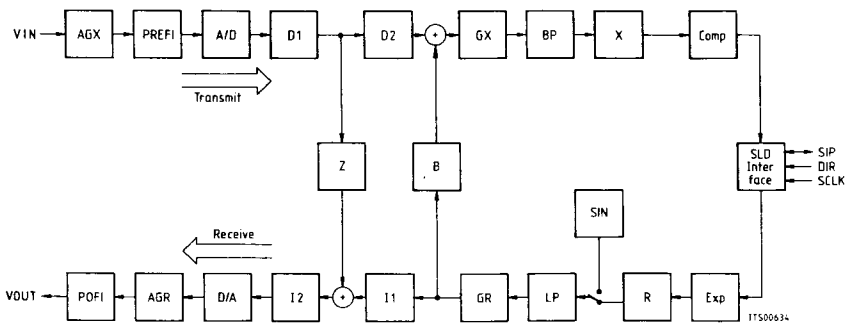 VIN
AGX
PREFI
A/D
D1
D2
+
GX
BP
X
Comp
Transmit
Z
B
SLD
Inter
face
SIP
DIR
SCLK
SIN
Receive
VOUT
POFI
AGR
D/A
I2
+
I1
GR
LP
R
Exp
ITS00634